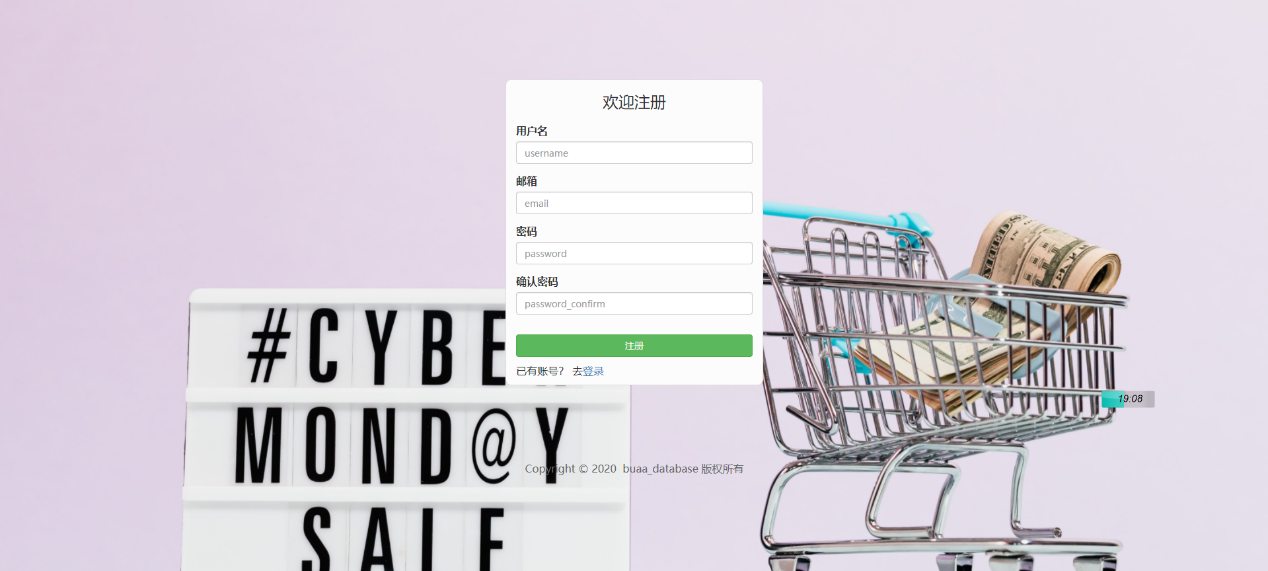 欢迎注册
用户名
username
邮箱
email
密码
password
确认密码
password_confirm
注册
已有账号? 去登录
#CYBE
MOND@Y
SALE
19:08
Copyright © 2020 buaa_database 版权所有